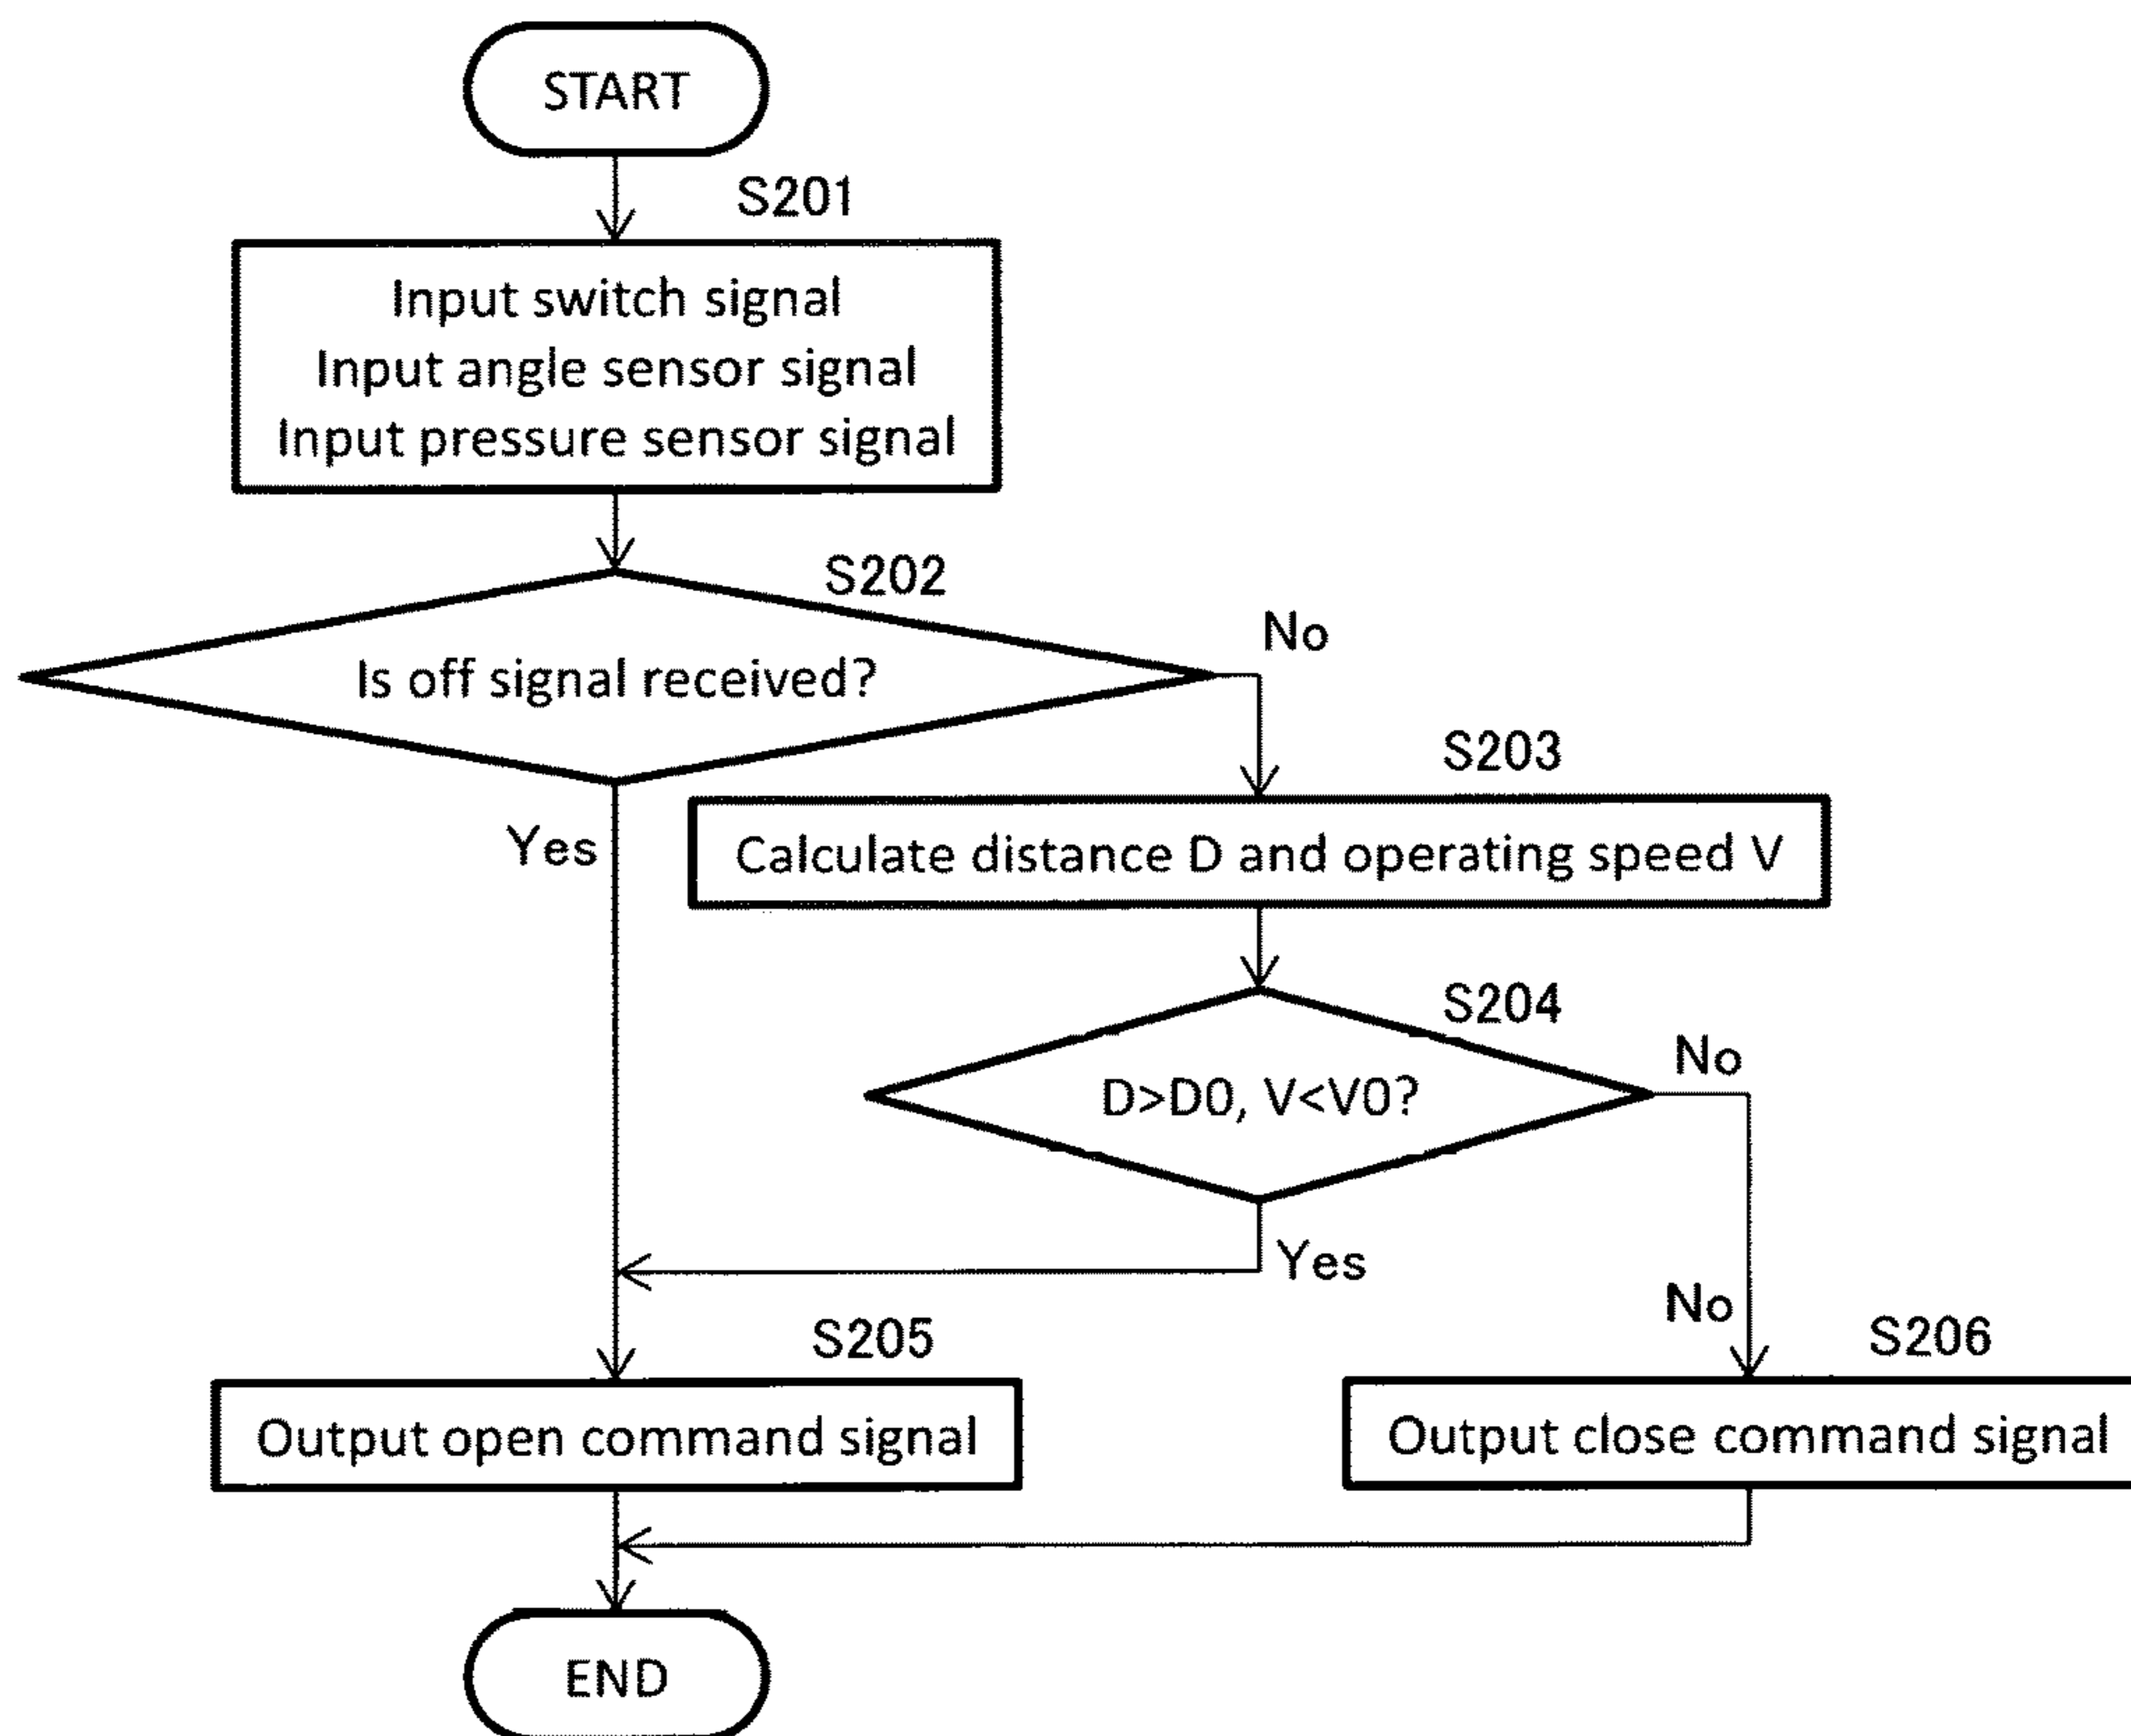 START
S201
Input switch signal
Input angle sensor signal
Input pressure sensor signal
S202
Is off signal received?
No
Yes
S203
Calculate distance D and operating speed V
S204
D>D0, V<V0?
No
Yes
No
S205
Output open command signal
S206
Output close command signal
END